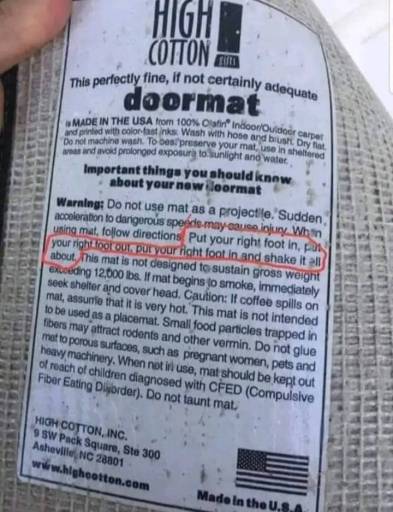 HIGH
COTTON
This perfectly fine, if not certainly adequate
doormat
is MADE IN THE USA from 100% Olafin Indoor/Outdoor carpet
and printed with color-fast inks. Wash with hose and brush. Dry flat.
Do not machine wash. To best preserve your mat, use in sheltered
areas and avoid prolonged exposure to sunlight and water.
Important things you should know
about your new doormat
Warning: Do not use mat as a projectile. Sudden
acceleration to dangerous speeds may cause injury. When
using mat, follow directions: Put your right foot in, put
your right foot out, put your right foot in and shake it all
about. This mat is not designed to sustain gross weight
exceeding 12,000 lbs. If mat begins to smoke, immediately
seek shelter and cover head. Caution: If coffee spills on
mat, assume that it is very hot. This mat is not intended
to be used as a placemat. Small food particles trapped in
fibers may attract rodents and other vermin. Do not glue
mat to porous surfaces, such as pregnant women, pets and
heavy machinery. When not in use, mat should be kept out
of reach of children diagnosed with CFED (Compulsive
Fiber Eating Disorder). Do not taunt mat.
HIGH COTTON, INC.
9 SW Pack Square, Ste 300
Asheville, NC 28801
www.highcotton.com
Made in the U.S.A.